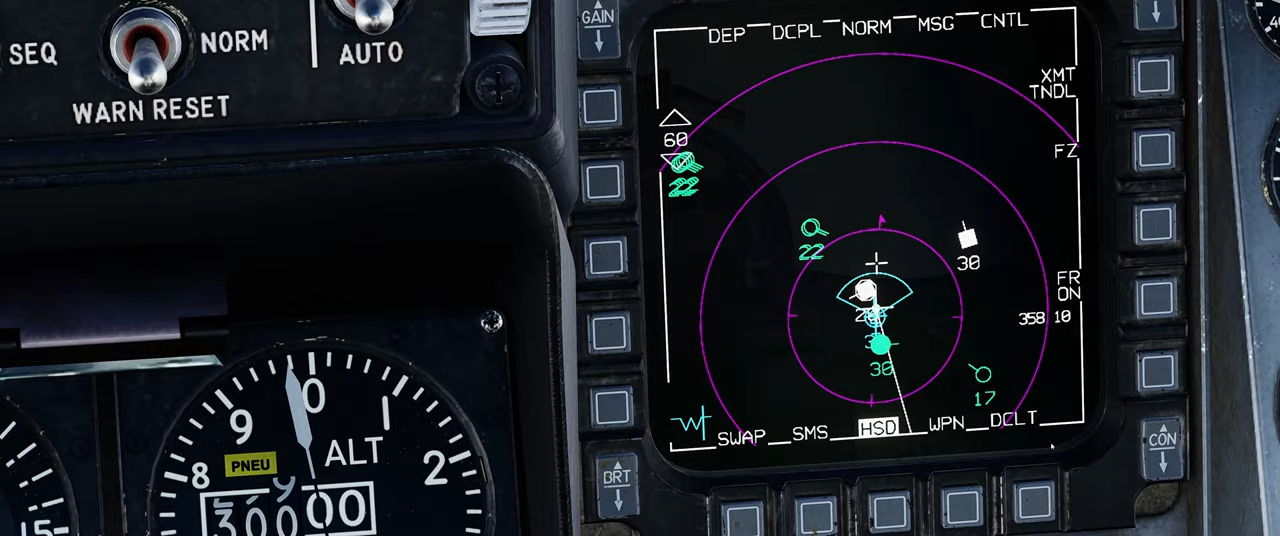 GAIN
SEQ
NORM
AUTO
WARN RESET
DEP DCPL NORM MSG CNTL
XMT
TNDL
60
FZ
22
22
30
FR
ON
358 10
30
17
SWAP SMS HSD WPN DCLT
BRT
CON
0
9
1
PNEU
ALT
8
2